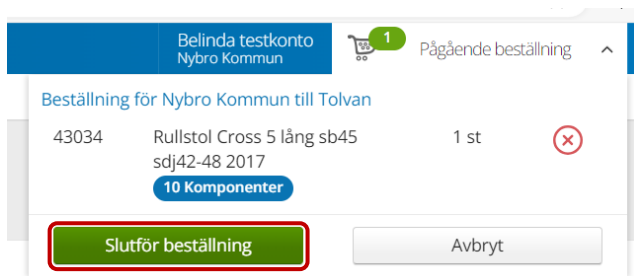 Belinda testkonto
Nybro Kommun
1
Pågående beställning
Beställning för Nybro Kommun till Tolvan
43034 Rullstol Cross 5 lång sb45 1 st
sdj42-48 2017
10 Komponenter
Slutför beställning Avbryt